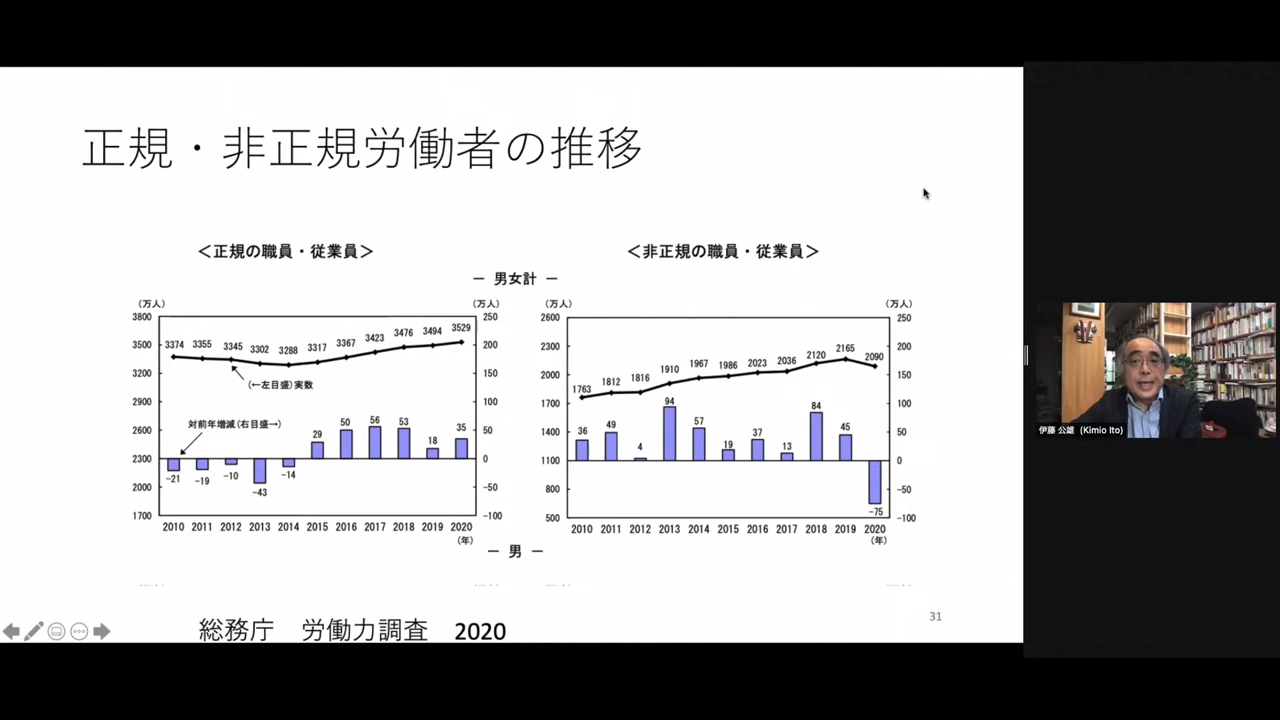 正規・非正規労働者の推移
＜正規の職員・従業員＞
＜非正規の職員・従業員＞
― 男女計 ―
(万人)
(万人)
3800
3500
3200
2900
2600
2300
2000
1700
250
200
150
100
50
0
−50
−100
3374 3355 3345 3302 3288 3317 3367 3423 3476 3494 3529
(←左目盛)実数
対前年増減(右目盛→)
−21 −19 −10 −43 −14 29 50 56 53 18 35
2010 2011 2012 2013 2014 2015 2016 2017 2018 2019 2020
(年)
(万人)
(万人)
2600
2300
2000
1700
1400
1100
800
500
250
200
150
100
50
0
−50
−100
1763 1812 1816 1910 1967 1986 2023 2036 2120 2165 2090
36 49 4 94 57 19 37 13 84 45 −75
2010 2011 2012 2013 2014 2015 2016 2017 2018 2019 2020
(年)
― 男 ―
総務庁　労働力調査　2020
31
伊藤 公雄 (Kimio Ito)